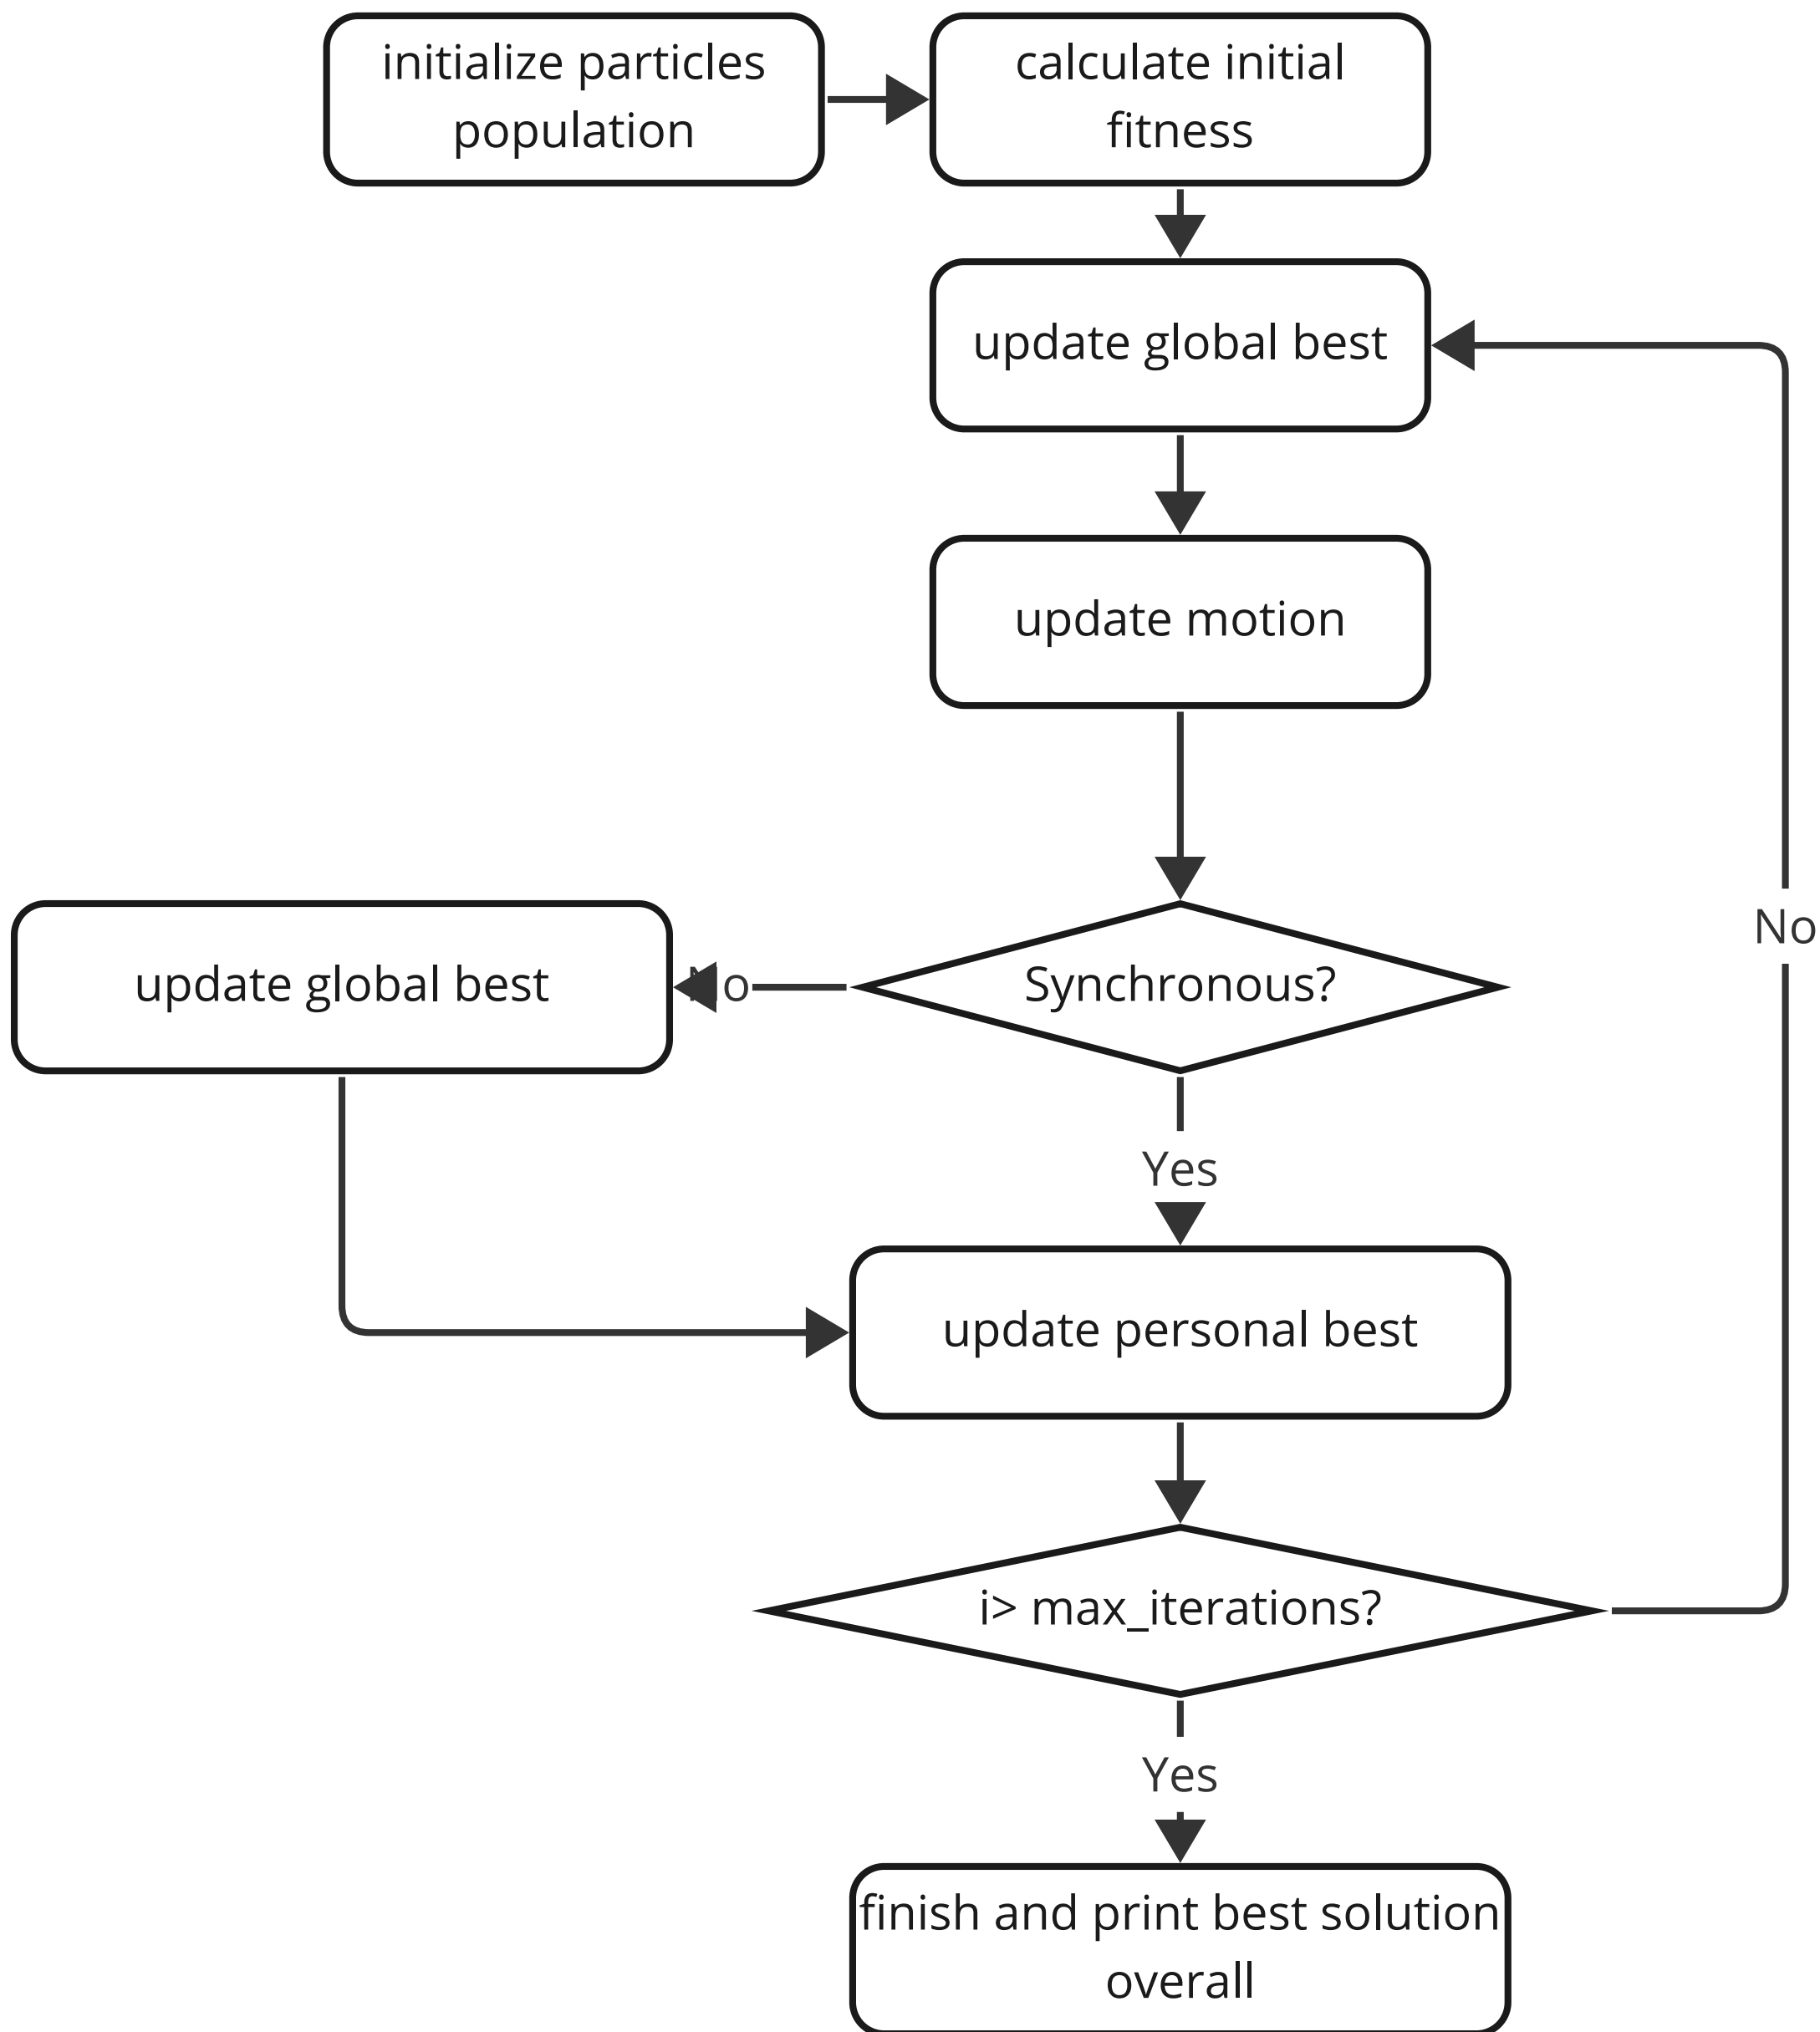 initialize particles
population
calculate initial
fitness
update global best
update motion
No
update global best
No
Synchronous?
Yes
update personal best
i> max_iterations?
Yes
finish and print best solution
overall